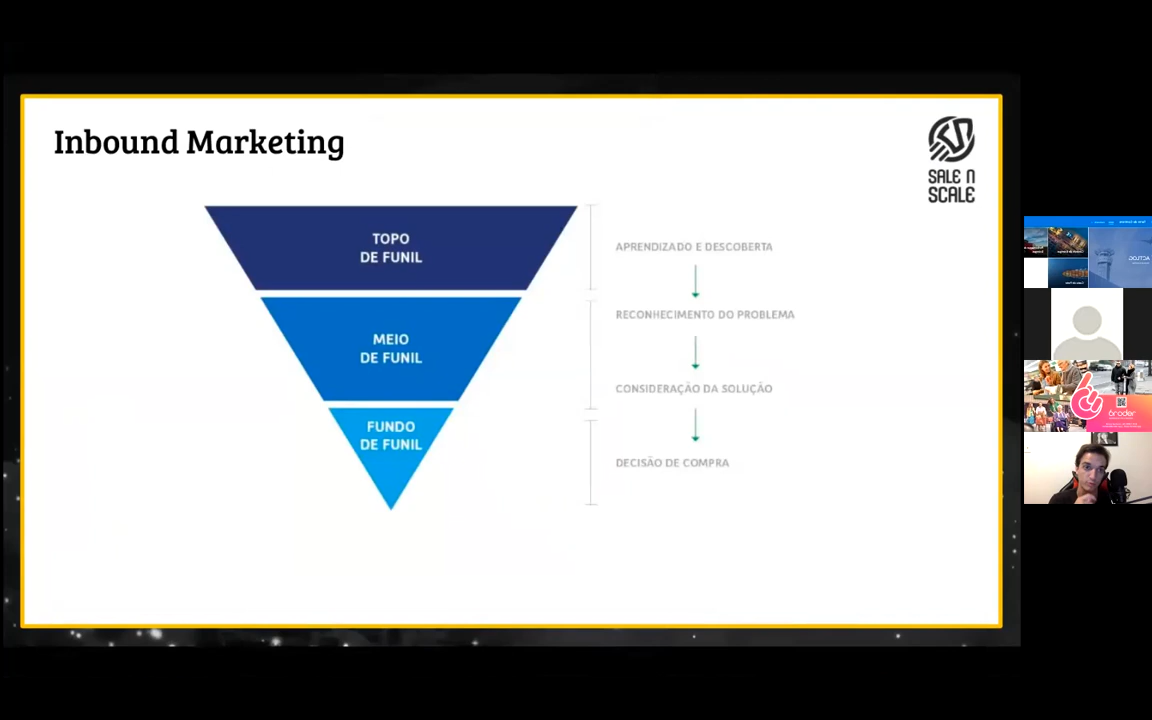 Inbound Marketing
SALE N
SCALE
TOPO
DE FUNIL
APRENDIZADO E DESCOBERTA
RECONHECIMENTO DO PROBLEMA
MEIO
DE FUNIL
CONSIDERAÇÃO DA SOLUÇÃO
FUNDO
DE FUNIL
DECISÃO DE COMPRA